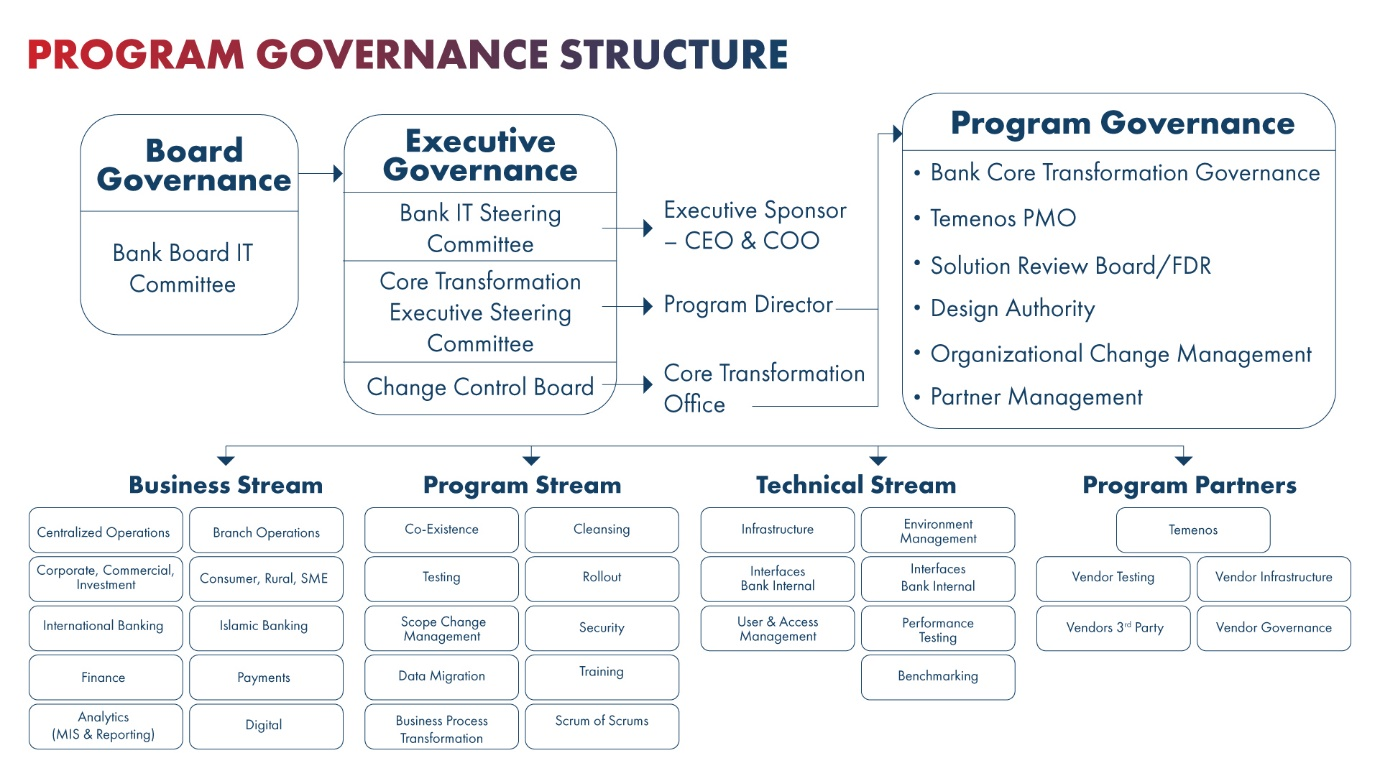 PROGRAM GOVERNANCE STRUCTURE
Board
Governance
Bank Board IT
Committee
Executive
Governance
Bank IT Steering
Committee
Core Transformation
Executive Steering
Committee
Change Control Board
Executive Sponsor
– CEO & COO
Program Director
Core Transformation
Office
Program Governance
• Bank Core Transformation Governance
• Temenos PMO
• Solution Review Board/FDR
• Design Authority
• Organizational Change Management
• Partner Management
Business Stream
Centralized Operations
Branch Operations
Corporate, Commercial,
Investment
Consumer, Rural, SME
International Banking
Islamic Banking
Finance
Payments
Analytics
(MIS & Reporting)
Digital
Program Stream
Co-Existence
Cleansing
Testing
Rollout
Scope Change
Management
Security
Data Migration
Training
Business Process
Transformation
Scrum of Scrums
Technical Stream
Infrastructure
Environment
Management
Interfaces
Bank Internal
Interfaces
Bank Internal
User & Access
Management
Performance
Testing
Benchmarking
Program Partners
Temenos
Vendor Testing
Vendor Infrastructure
Vendors 3rd Party
Vendor Governance